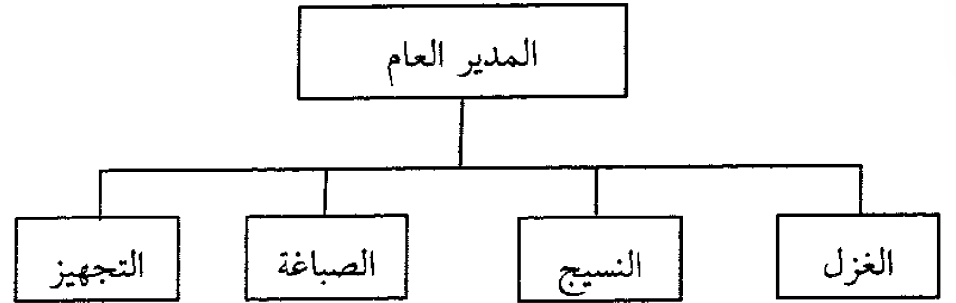 المدير العام
الغزل
النسيج
الصباغة
التجهيز